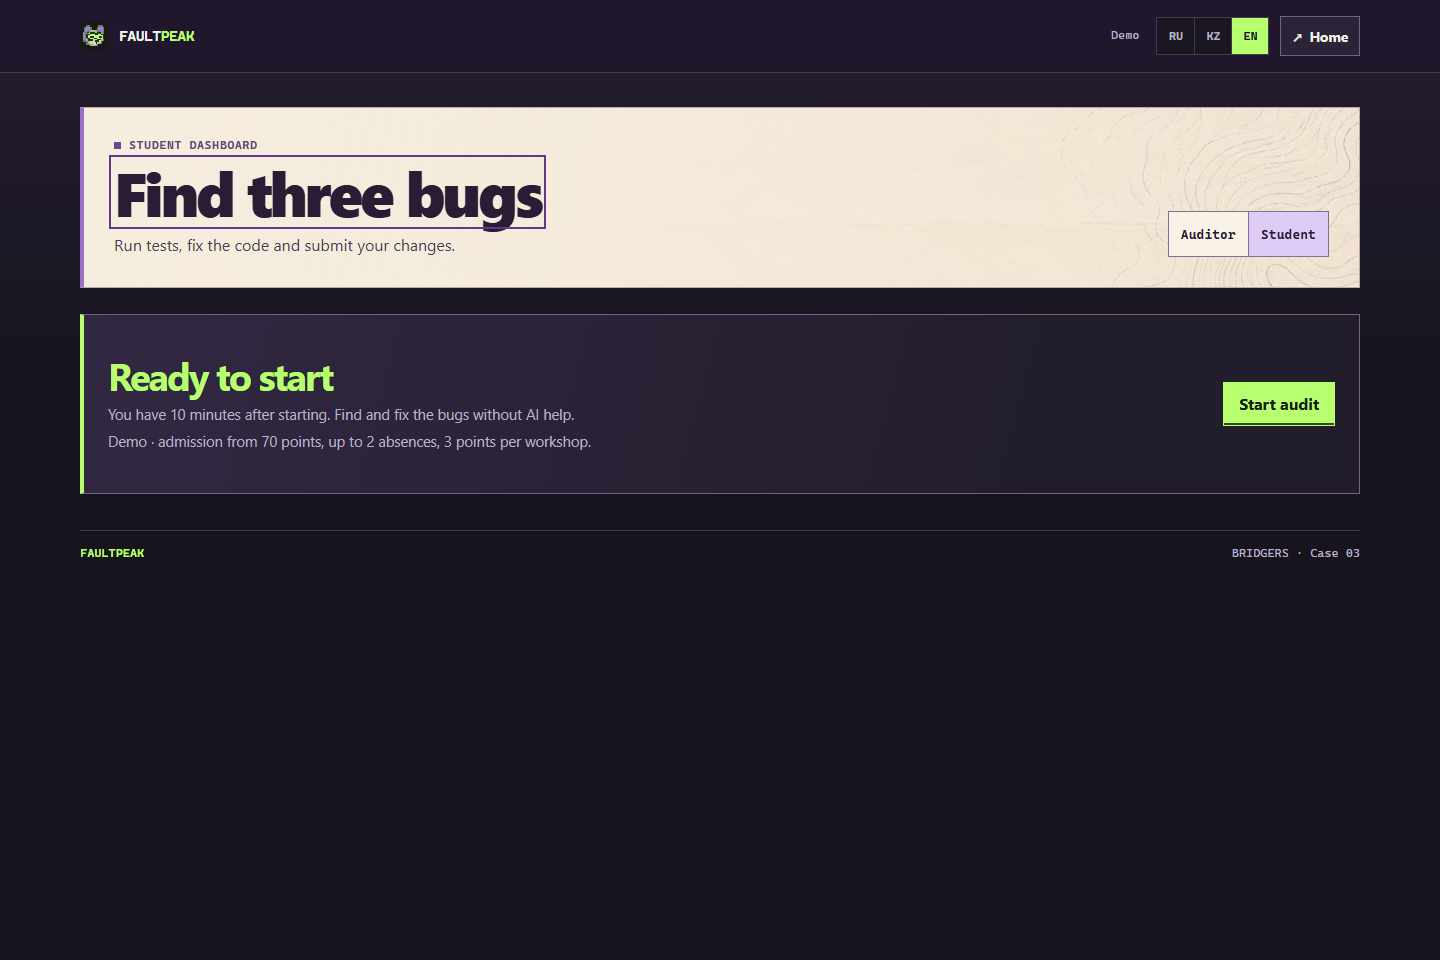 FAULTPEAK
Demo
RU
KZ
EN
↗ Home
STUDENT DASHBOARD
Find three bugs
Run tests, fix the code and submit your changes.
Auditor
Student
Ready to start
You have 10 minutes after starting. Find and fix the bugs without AI help.
Demo · admission from 70 points, up to 2 absences, 3 points per workshop.
Start audit
FAULTPEAK
BRIDGERS · Case 03